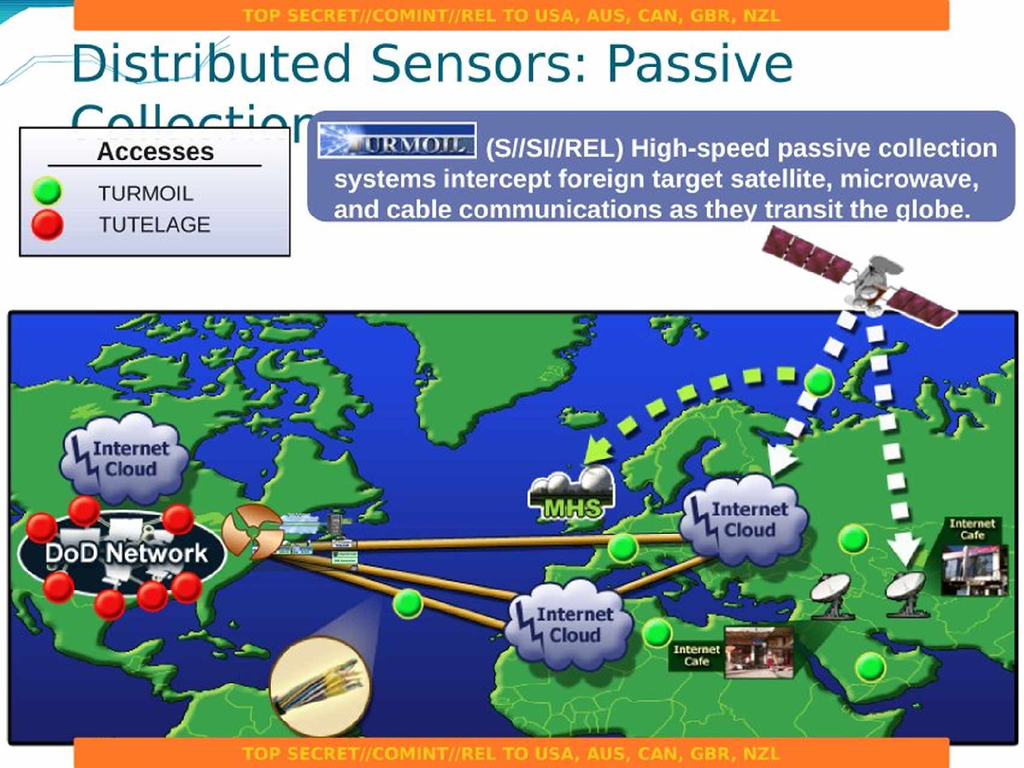 TOP SECRET//COMINT//REL TO USA, AUS, CAN, GBR, NZL
Distributed Sensors: Passive
Collection
Accesses
TURMOIL
TUTELAGE
TURMOIL (S//SI//REL) High-speed passive collection
systems intercept foreign target satellite, microwave,
and cable communications as they transit the globe.
Internet
Cloud
DoD Network
MHS
Internet
Cloud
Internet
Cafe
Internet
Cloud
Internet
Cafe
TOP SECRET//COMINT//REL TO USA, AUS, CAN, GBR, NZL